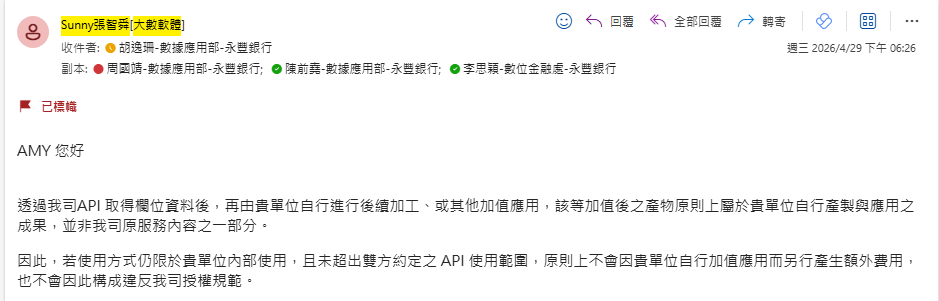 Sunny張智舜[大數軟體]
回覆 全部回覆 轉寄
收件者: 胡逸珊-數據應用部-永豐銀行
週三 2026/4/29 下午 06:26
副本: 周國靖-數據應用部-永豐銀行; 陳前堯-數據應用部-永豐銀行; 李思穎-數位金融處-永豐銀行
已標幟
AMY 您好
透過我司API 取得欄位資料後，再由貴單位自行進行後續加工、或其他加值應用，該等加值後之產物原則上屬於貴單位自行產製與應用之
成果，並非我司原服務內容之一部分。
因此，若使用方式仍限於貴單位內部使用，且未超出雙方約定之 API 使用範圍，原則上不會因貴單位自行加值應用而另行產生額外費用，
也不會因此構成違反我司授權規範。